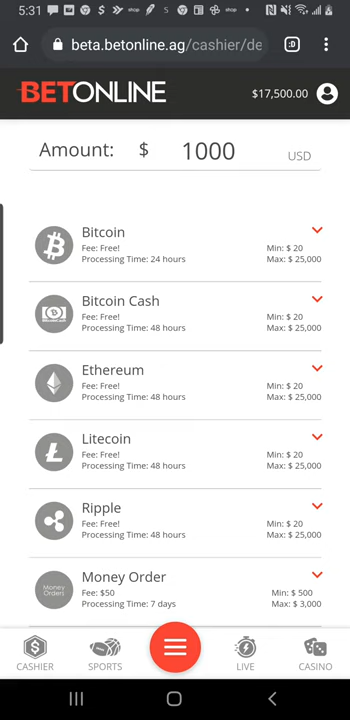 5:31
beta.betonline.ag/cashier/de
:D
BETONLINE
$17,500.00
Amount: $ 1000 USD
Bitcoin
Fee: Free!
Min: $ 20
Processing Time: 24 hours
Max: $ 25,000
Bitcoin Cash
Fee: Free!
Min: $ 20
Processing Time: 48 hours
Max: $ 25,000
Ethereum
Fee: Free!
Min: $ 20
Processing Time: 48 hours
Max: $ 25,000
Litecoin
Fee: Free!
Min: $ 20
Processing Time: 48 hours
Max: $ 25,000
Ripple
Fee: Free!
Min: $ 20
Processing Time: 48 hours
Max: $ 25,000
Money Orders
Money Order
Fee: $50
Min: $ 500
Processing Time: 7 days
Max: $ 3,000
CASHIER
SPORTS
LIVE
CASINO